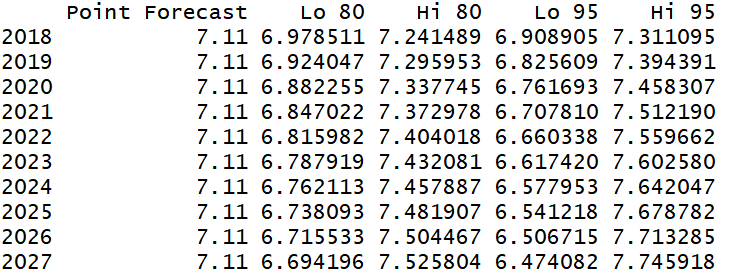 Point Forecast Lo 80 Hi 80 Lo 95 Hi 95
2018 7.11 6.978511 7.241489 6.908905 7.311095
2019 7.11 6.924047 7.295953 6.825609 7.394391
2020 7.11 6.882255 7.337745 6.761693 7.458307
2021 7.11 6.847022 7.372978 6.707810 7.512190
2022 7.11 6.815982 7.404018 6.660338 7.559662
2023 7.11 6.787919 7.432081 6.617420 7.602580
2024 7.11 6.762113 7.457887 6.577953 7.642047
2025 7.11 6.738093 7.481907 6.541218 7.678782
2026 7.11 6.715533 7.504467 6.506715 7.713285
2027 7.11 6.694196 7.525804 6.474082 7.745918